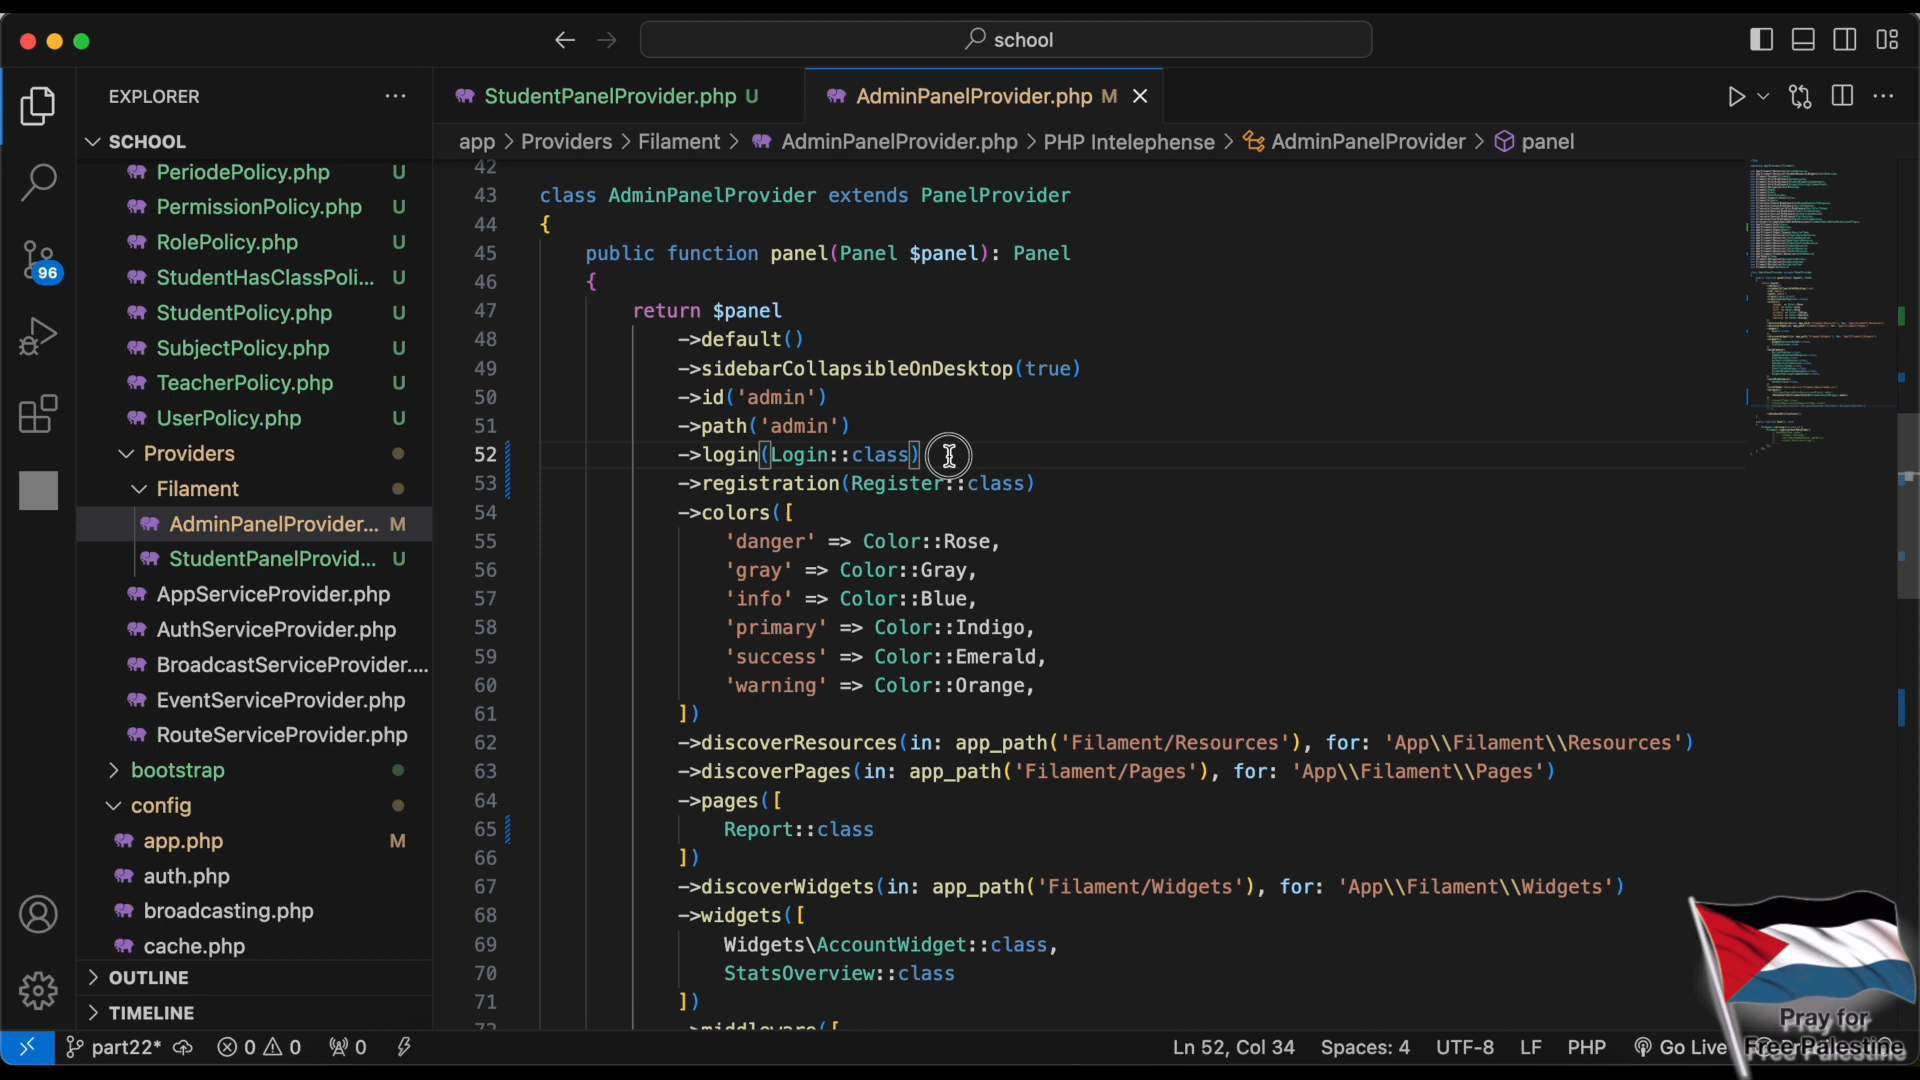 school
EXPLORER
StudentPanelProvider.php U
AdminPanelProvider.php M
SCHOOL
app > Providers > Filament > AdminPanelProvider.php > PHP Intelephense > AdminPanelProvider > panel
PeriodePolicy.php U
PermissionPolicy.php U
RolePolicy.php U
StudentHasClassPoli... U
StudentPolicy.php U
SubjectPolicy.php U
TeacherPolicy.php U
UserPolicy.php U
Providers
Filament
AdminPanelProvider... M
StudentPanelProvid... U
AppServiceProvider.php
AuthServiceProvider.php
BroadcastServiceProvider....
EventServiceProvider.php
RouteServiceProvider.php
bootstrap
config
app.php M
auth.php
broadcasting.php
cache.php
OUTLINE
TIMELINE
96
42
43 class AdminPanelProvider extends PanelProvider
44 {
45 public function panel(Panel $panel): Panel
46 {
47 return $panel
48 ->default()
49 ->sidebarCollapsibleOnDesktop(true)
50 ->id('admin')
51 ->path('admin')
52 ->login(Login::class)
53 ->registration(Register::class)
54 ->colors([
55 'danger' => Color::Rose,
56 'gray' => Color::Gray,
57 'info' => Color::Blue,
58 'primary' => Color::Indigo,
59 'success' => Color::Emerald,
60 'warning' => Color::Orange,
61 ])
62 ->discoverResources(in: app_path('Filament/Resources'), for: 'App\\Filament\\Resources')
63 ->discoverPages(in: app_path('Filament/Pages'), for: 'App\\Filament\\Pages')
64 ->pages([
65 Report::class
66 ])
67 ->discoverWidgets(in: app_path('Filament/Widgets'), for: 'App\\Filament\\Widgets')
68 ->widgets([
69 Widgets\AccountWidget::class,
70 StatsOverview::class
71 ])
72 ->middleware([
Pray for
Free Palestine
part22* 0 0 0 Ln 52, Col 34 Spaces: 4 UTF-8 LF PHP Go Live